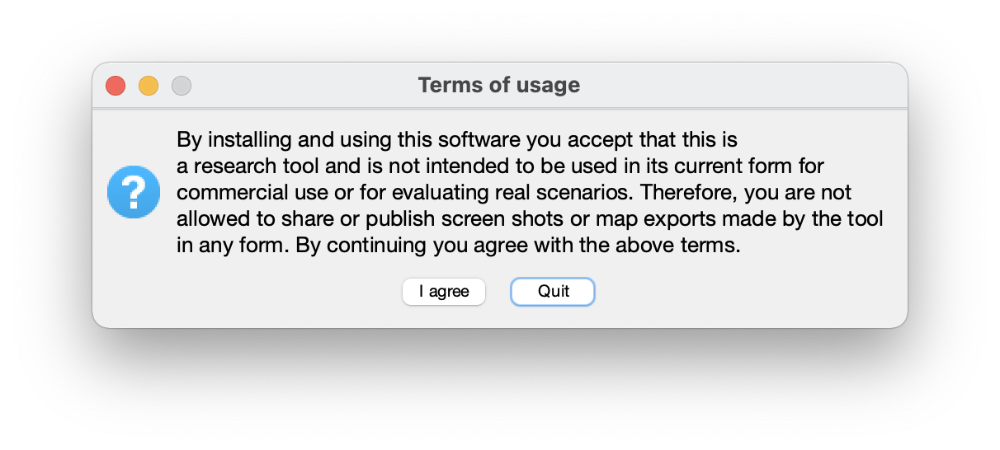 Terms of usage
By installing and using this software you accept that this is
a research tool and is not intended to be used in its current form for
commercial use or for evaluating real scenarios. Therefore, you are not
allowed to share or publish screen shots or map exports made by the tool
in any form. By continuing you agree with the above terms.
I agree
Quit